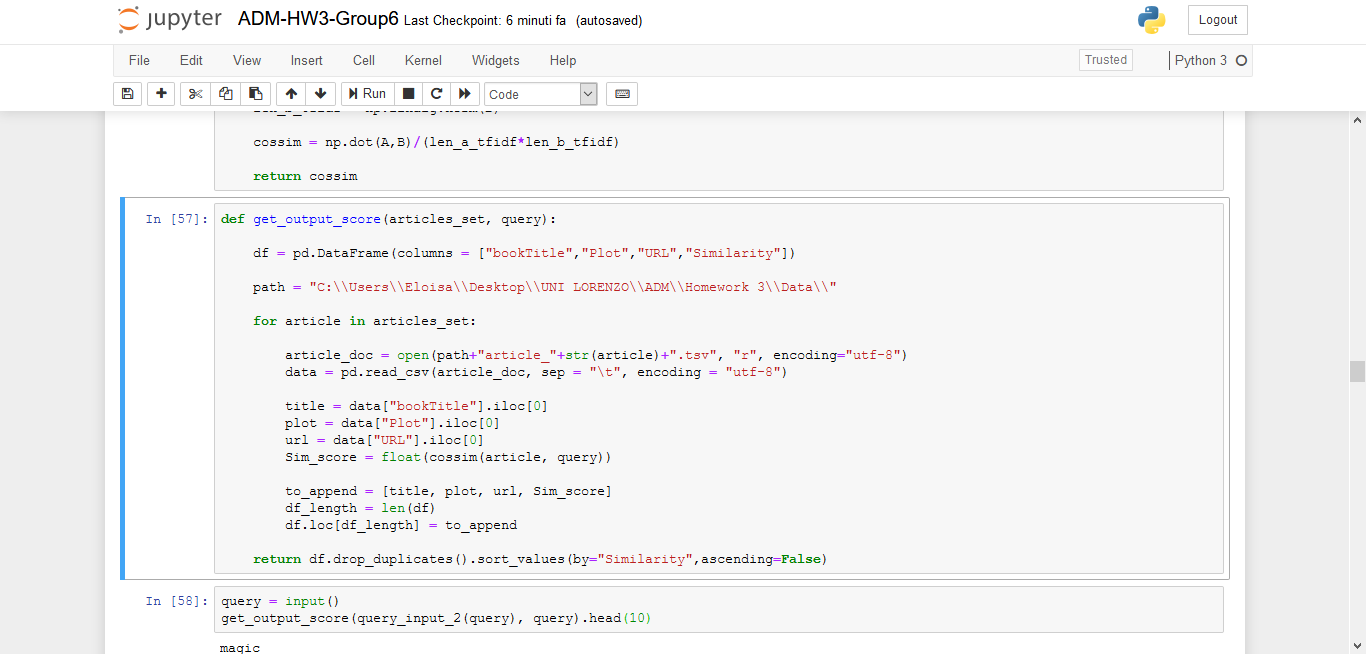 jupyter ADM-HW3-Group6 Last Checkpoint: 6 minuti fa (autosaved)
Logout
File Edit View Insert Cell Kernel Widgets Help
Trusted Python 3
Run Code
cossim = np.dot(A,B)/(len_a_tfidf*len_b_tfidf)
return cossim
In [57]: def get_output_score(articles_set, query):
df = pd.DataFrame(columns = ["bookTitle","Plot","URL","Similarity"])
path = "C:\\Users\\Eloisa\\Desktop\\UNI LORENZO\\ADM\\Homework 3\\Data\\"
for article in articles_set:
article_doc = open(path+"article_"+str(article)+".tsv", "r", encoding="utf-8")
data = pd.read_csv(article_doc, sep = "\t", encoding = "utf-8")
title = data["bookTitle"].iloc[0]
plot = data["Plot"].iloc[0]
url = data["URL"].iloc[0]
Sim_score = float(cossim(article, query))
to_append = [title, plot, url, Sim_score]
df_length = len(df)
df.loc[df_length] = to_append
return df.drop_duplicates().sort_values(by="Similarity",ascending=False)
In [58]: query = input()
get_output_score(query_input_2(query), query).head(10)
magic